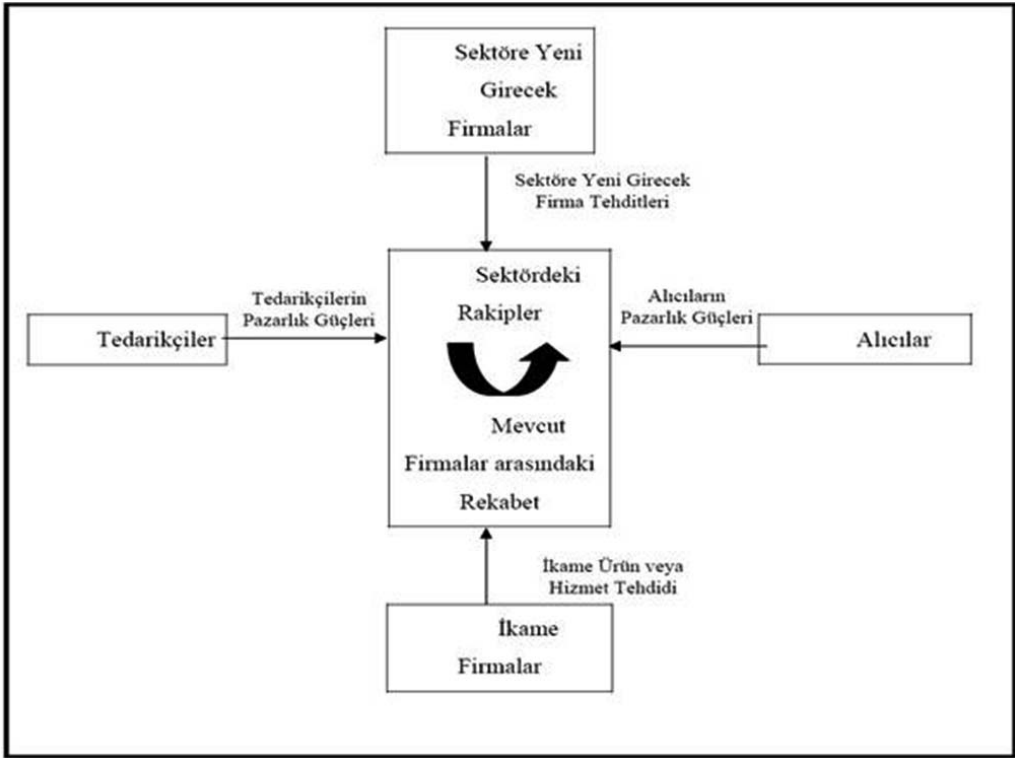 Sektöre Yeni
Girecek
Firmalar
Sektöre Yeni Girecek
Firma Tehditleri
Sektördeki
Rakipler
Tedarikçilerin
Pazarlık Güçleri
Tedarikçiler
Alıcıların
Pazarlık Güçleri
Alıcılar
Mevcut
Firmalar arasındaki
Rekabet
İkame Ürün veya
Hizmet Tehdidi
İkame
Firmalar